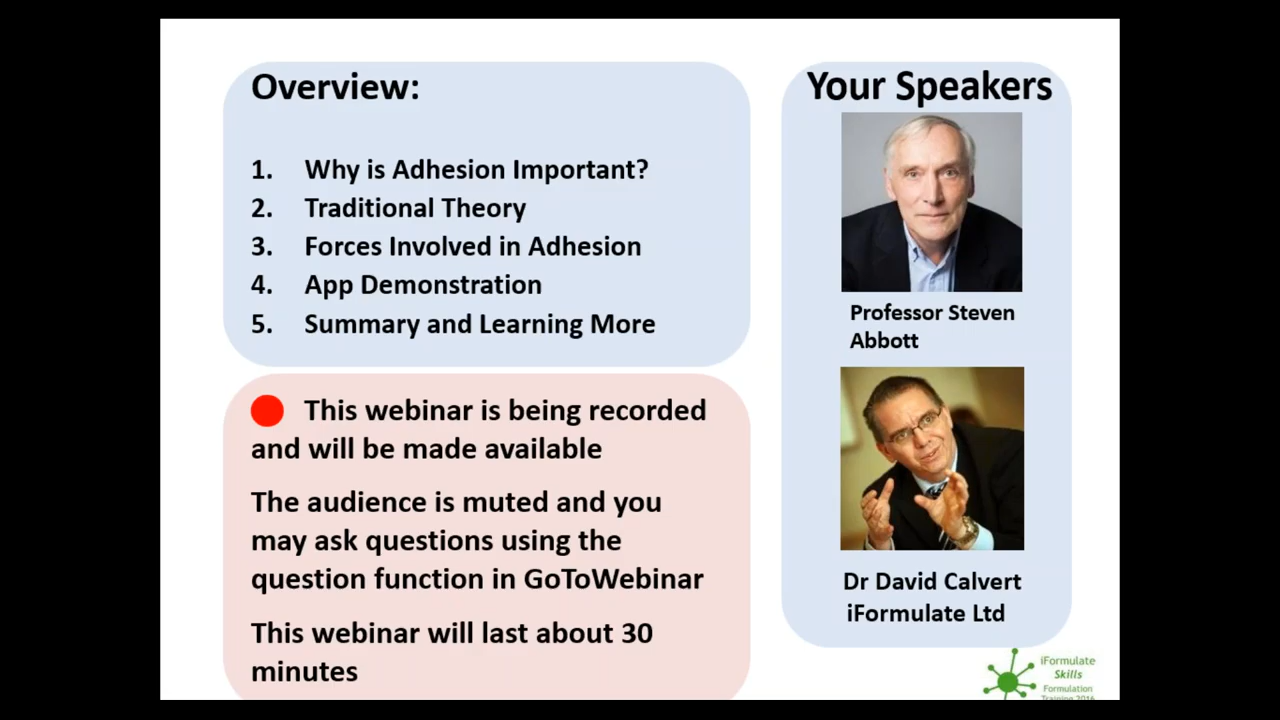 Overview:
1. Why is Adhesion Important?
2. Traditional Theory
3. Forces Involved in Adhesion
4. App Demonstration
5. Summary and Learning More
This webinar is being recorded
and will be made available
The audience is muted and you
may ask questions using the
question function in GoToWebinar
This webinar will last about 30
minutes
Your Speakers
Professor Steven
Abbott
Dr David Calvert
iFormulate Ltd
iFormulate
Skills
Formulation
Training 2016